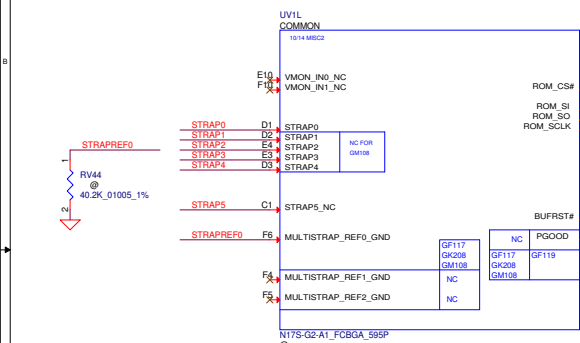 UV1L
COMMON
10/14 MISC2
B
E10 VMON_IN0_NC
F10 VMON_IN1_NC
ROM_CS#
ROM_SI
ROM_SO
ROM_SCLK
STRAP0 D1 STRAP0
STRAP1 D2 STRAP1
STRAP2 E4 STRAP2
STRAP3 E3 STRAP3
STRAP4 D3 STRAP4
NC FOR
GM108
STRAPREF0
1
RV44
@
40.2K_01005_1%
2
STRAP5 C1 STRAP5_NC
BUFRST#
STRAPREF0 F6 MULTISTRAP_REF0_GND
NC PGOOD
GF117 GF119
GK208
GM108
GF117
GK208
GM108
F4 MULTISTRAP_REF1_GND NC
F5 MULTISTRAP_REF2_GND NC
N17S-G2-A1_FCBGA_595P